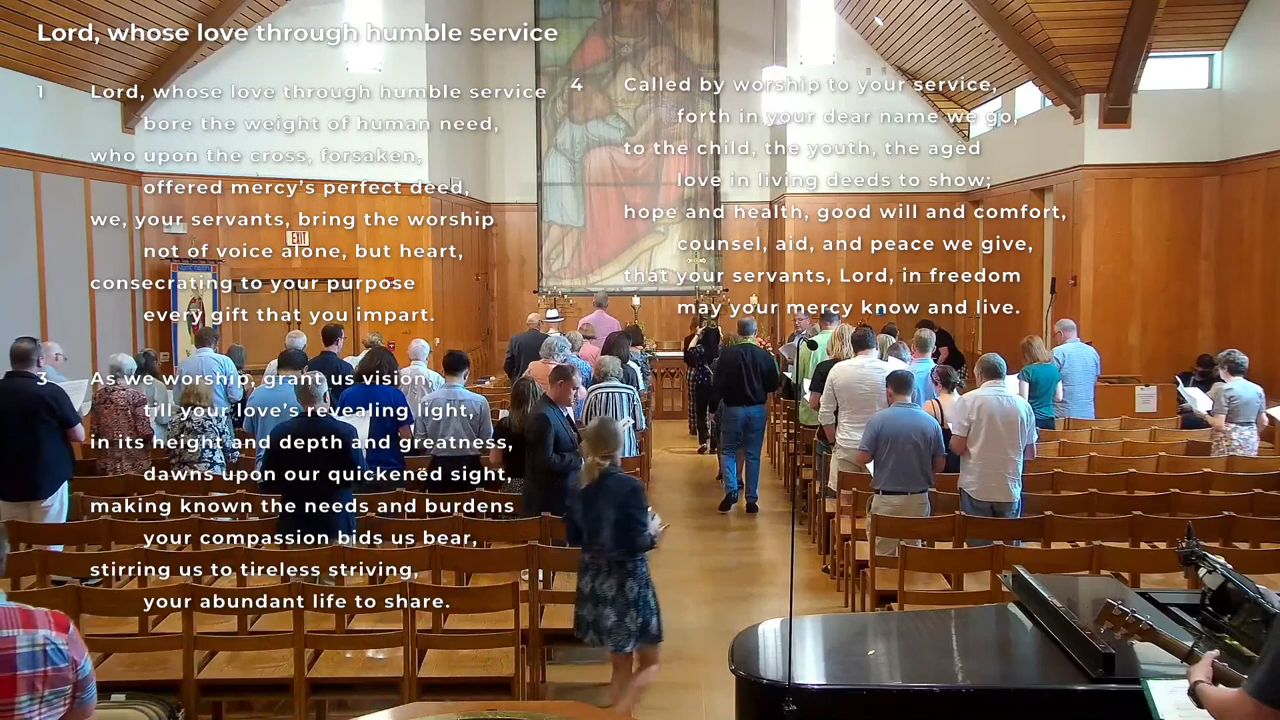 Lord, whose love through humble service
1 Lord, whose love through humble service
bore the weight of human need,
who upon the cross, forsaken,
offered mercy's perfect deed,
we, your servants, bring the worship
not of voice alone, but heart,
consecrating to your purpose
every gift that you impart.
3 As we worship, grant us vision,
till your love's revealing light,
in its height and depth and greatness,
dawns upon our quickenèd sight,
making known the needs and burdens
your compassion bids us bear,
stirring us to tireless striving,
your abundant life to share.
4 Called by worship to your service,
forth in your dear name we go,
to the child, the youth, the agèd
love in living deeds to show;
hope and health, good will and comfort,
counsel, aid, and peace we give,
that your servants, Lord, in freedom
may your mercy know and live.
EXIT